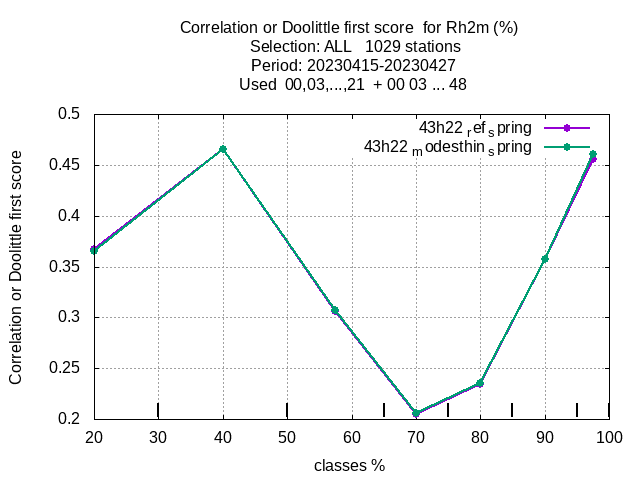 Correlation or Doolittle first score  for Rh2m (%)
Selection: ALL   1029 stations
Period: 20230415-20230427
Used  00,03,...,21  + 00 03 ... 48
Correlation or Doolittle first score
0.5
0.45
0.4
0.35
0.3
0.25
0.2
43h22 ref spring
43h22 modesthin spring
20 30 40 50 60 70 80 90 100
classes %